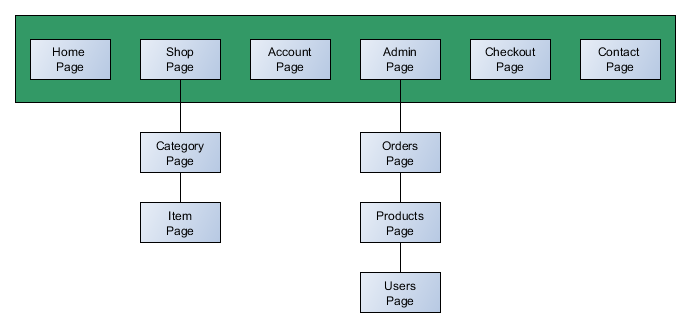 Home
Page
Shop
Page
Account
Page
Admin
Page
Checkout
Page
Contact
Page
Category
Page
Orders
Page
Item
Page
Products
Page
Users
Page